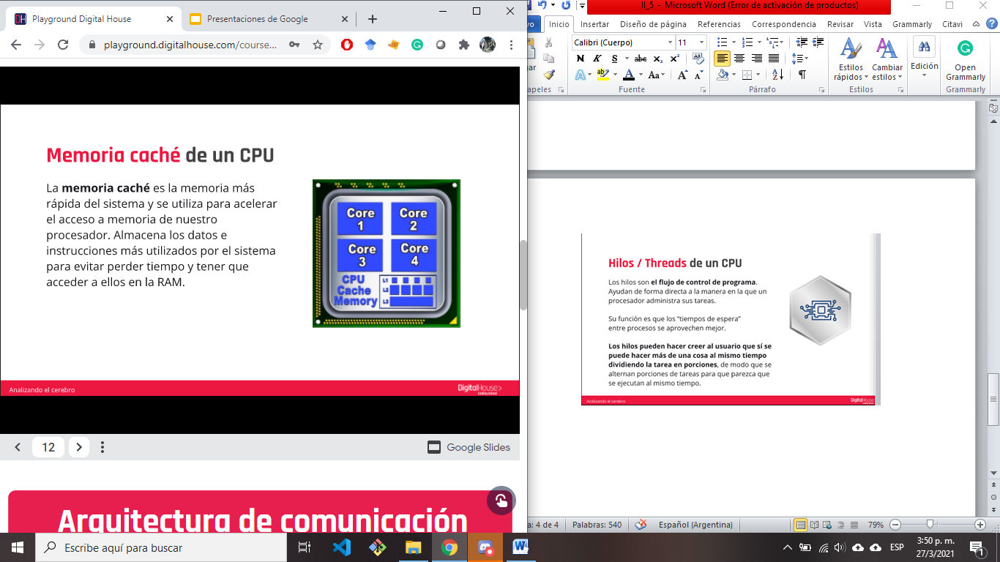 Playground Digital House
Presentaciones de Google
playground.digitalhouse.com/course...
Memoria caché de un CPU
La memoria caché es la memoria más
rápida del sistema y se utiliza para acelerar
el acceso a memoria de nuestro
procesador. Almacena los datos e
instrucciones más utilizados por el sistema
para evitar perder tiempo y tener que
acceder a ellos en la RAM.
Core 1
Core 2
Core 3
Core 4
CPU
Cache
Memory
L1
L2
L3
Analizando el cerebro
DigitalHouse>
Coding School
12
Google Slides
Arquitectura de comunicación
II_5 - Microsoft Word (Error de activación de productos)
vo
Inicio
Insertar
Diseño de página
Referencias
Correspondencia
Revisar
Vista
Grammarly
Citavi
Calibri (Cuerpo)
11
N K S abc x₂ x²
A ab A Aa A A
ar
apeles
Fuente
Párrafo
Estilos
rápidos
Cambiar
estilos
Estilos
Edición
Open
Grammarly
Grammarly
Hilos / Threads de un CPU
Los hilos son el flujo de control de programa.
Ayudan de forma directa a la manera en la que un
procesador administra sus tareas.
Su función es que los “tiempos de espera”
entre procesos se aprovechen mejor.
Los hilos pueden hacer creer al usuario que sí se
puede hacer más de una cosa al mismo tiempo
dividiendo la tarea en porciones, de modo que se
alternan porciones de tareas para que parezca que
se ejecutan al mismo tiempo.
Analizando el cerebro
DigitalHouse
a: 4 de 4
Palabras: 540
Español (Argentina)
79%
Escribe aquí para buscar
ESP
3:50 p. m.
27/3/2021
1